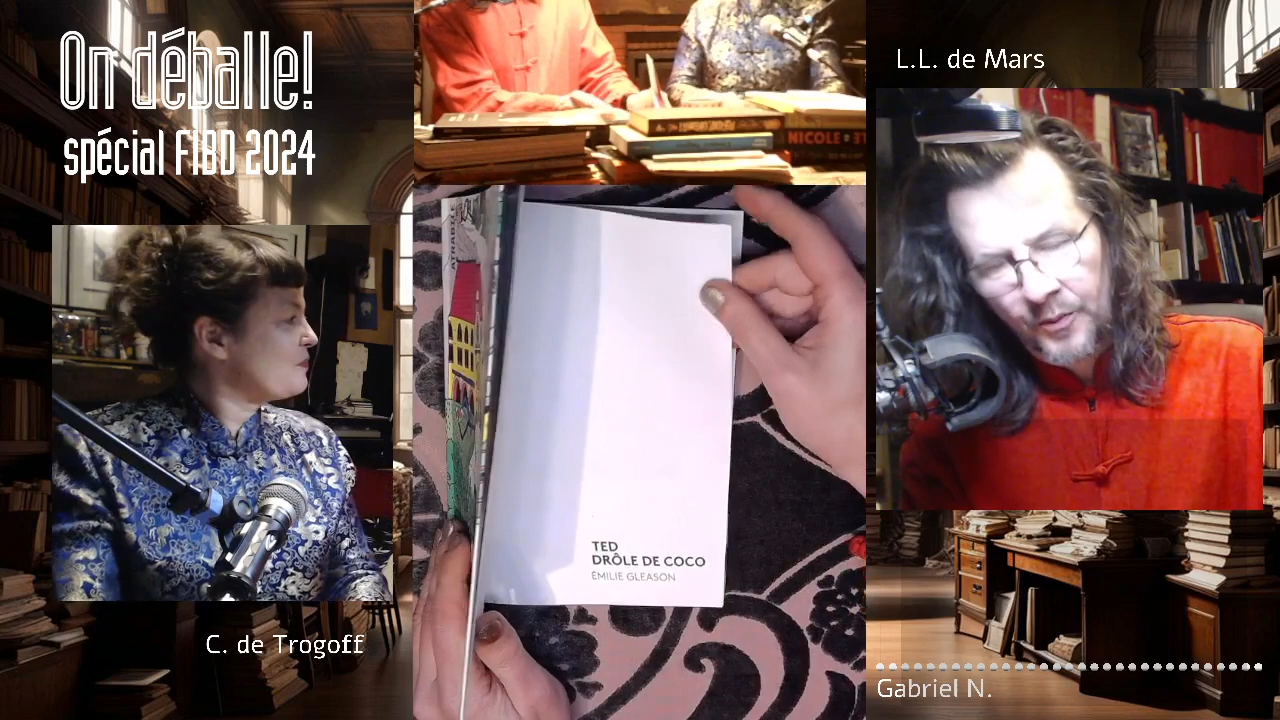 On déballe!
spécial FIBD 2024
L.L. de Mars
NICOLE
TED
DRÔLE DE COCO
ÉMILIE GLEASON
C. de Trogoff
Gabriel N.